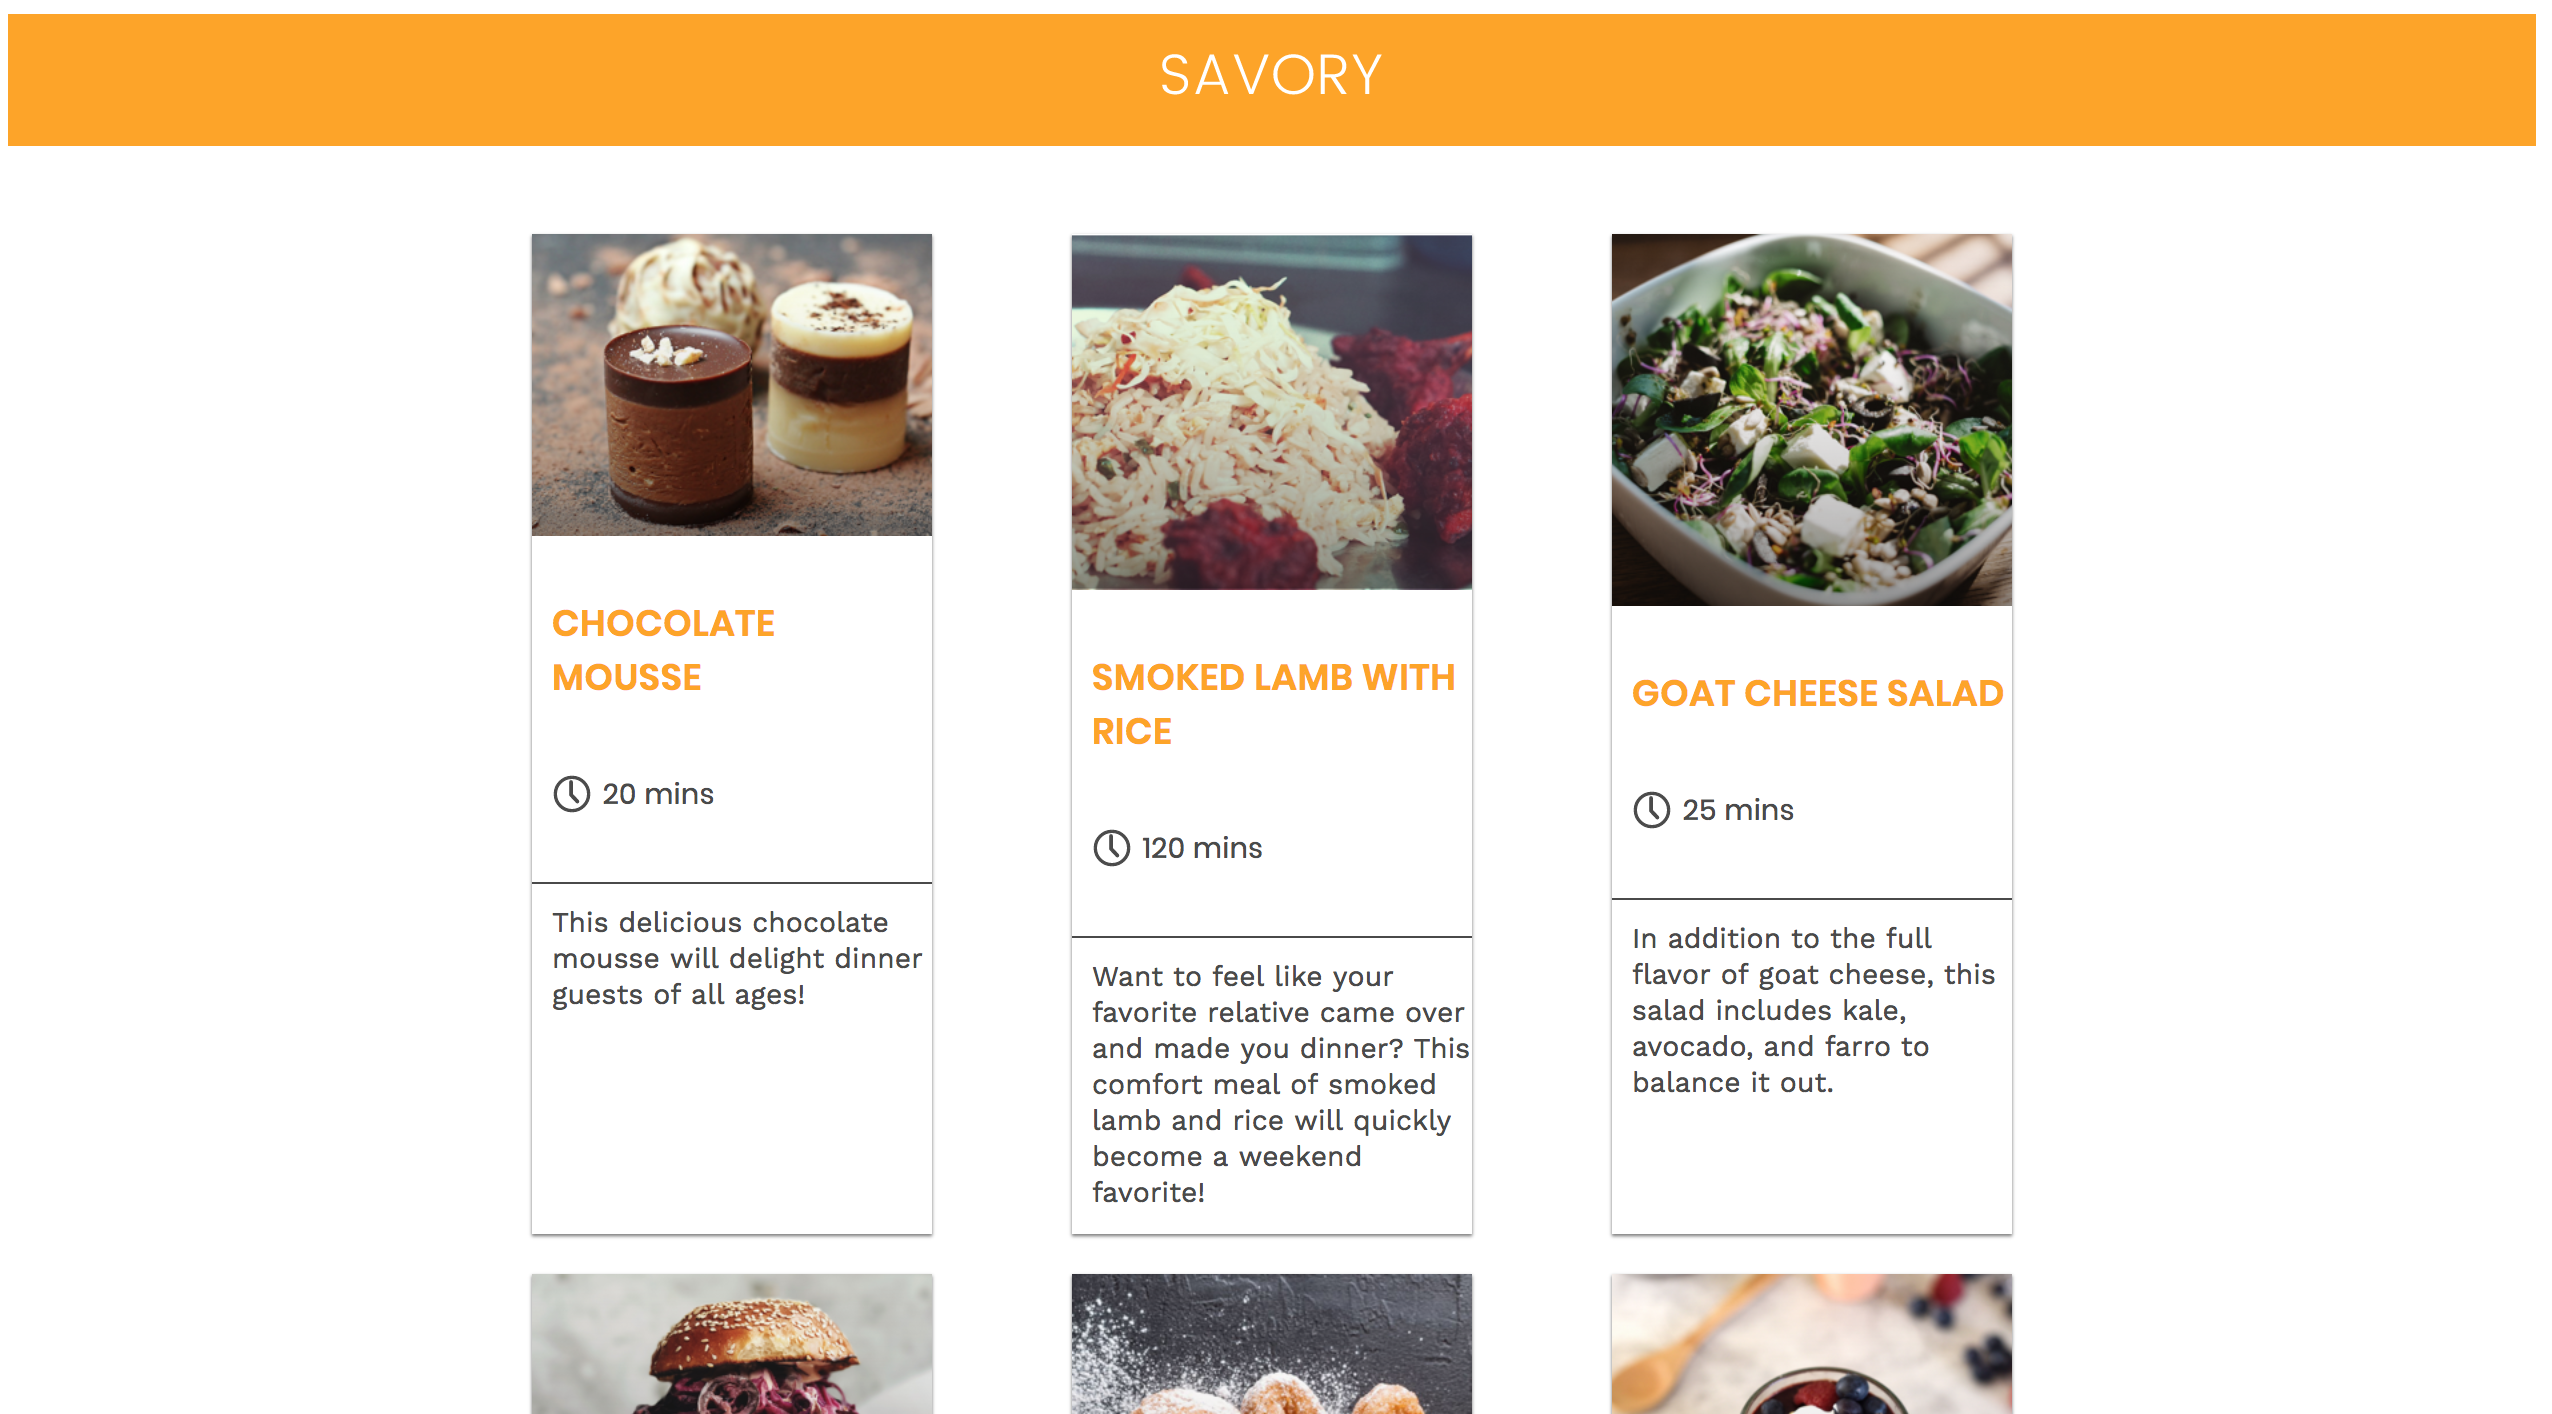 SAVORY
CHOCOLATE
MOUSSE
20 mins
This delicious chocolate
mousse will delight dinner
guests of all ages!
SMOKED LAMB WITH
RICE
120 mins
Want to feel like your
favorite relative came over
and made you dinner? This
comfort meal of smoked
lamb and rice will quickly
become a weekend
favorite!
GOAT CHEESE SALAD
25 mins
In addition to the full
flavor of goat cheese, this
salad includes kale,
avocado, and farro to
balance it out.